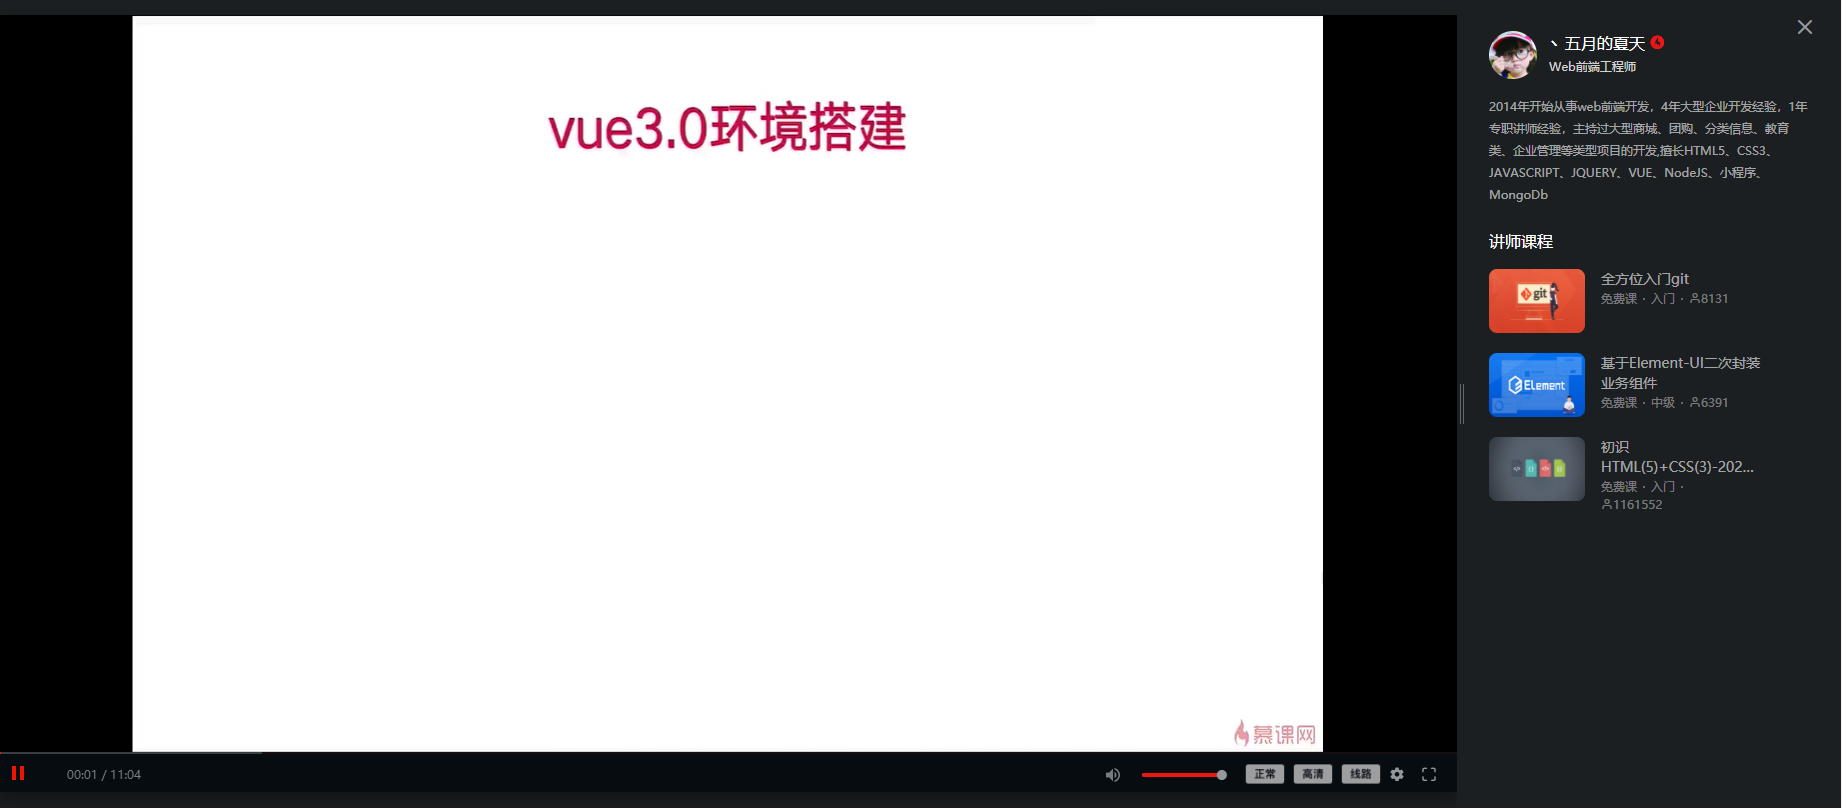 vue3.0环境搭建
慕课网
00:01 / 11:04
正常
高清
线路
丶五月的夏天
Web前端工程师
2014年开始从事web前端开发，4年大型企业开发经验，1年
专职讲师经验，主持过大型商城、团购、分类信息、教育
类、企业管理等类型项目的开发,擅长HTML5、CSS3、
JAVASCRIPT、JQUERY、VUE、NodeJS、小程序、
MongoDb
讲师课程
git
全方位入门git
免费课 · 入门 · 8131
Element
基于Element-UI二次封装
业务组件
免费课 · 中级 · 6391
初识
HTML(5)+CSS(3)-202...
免费课 · 入门 ·
1161552